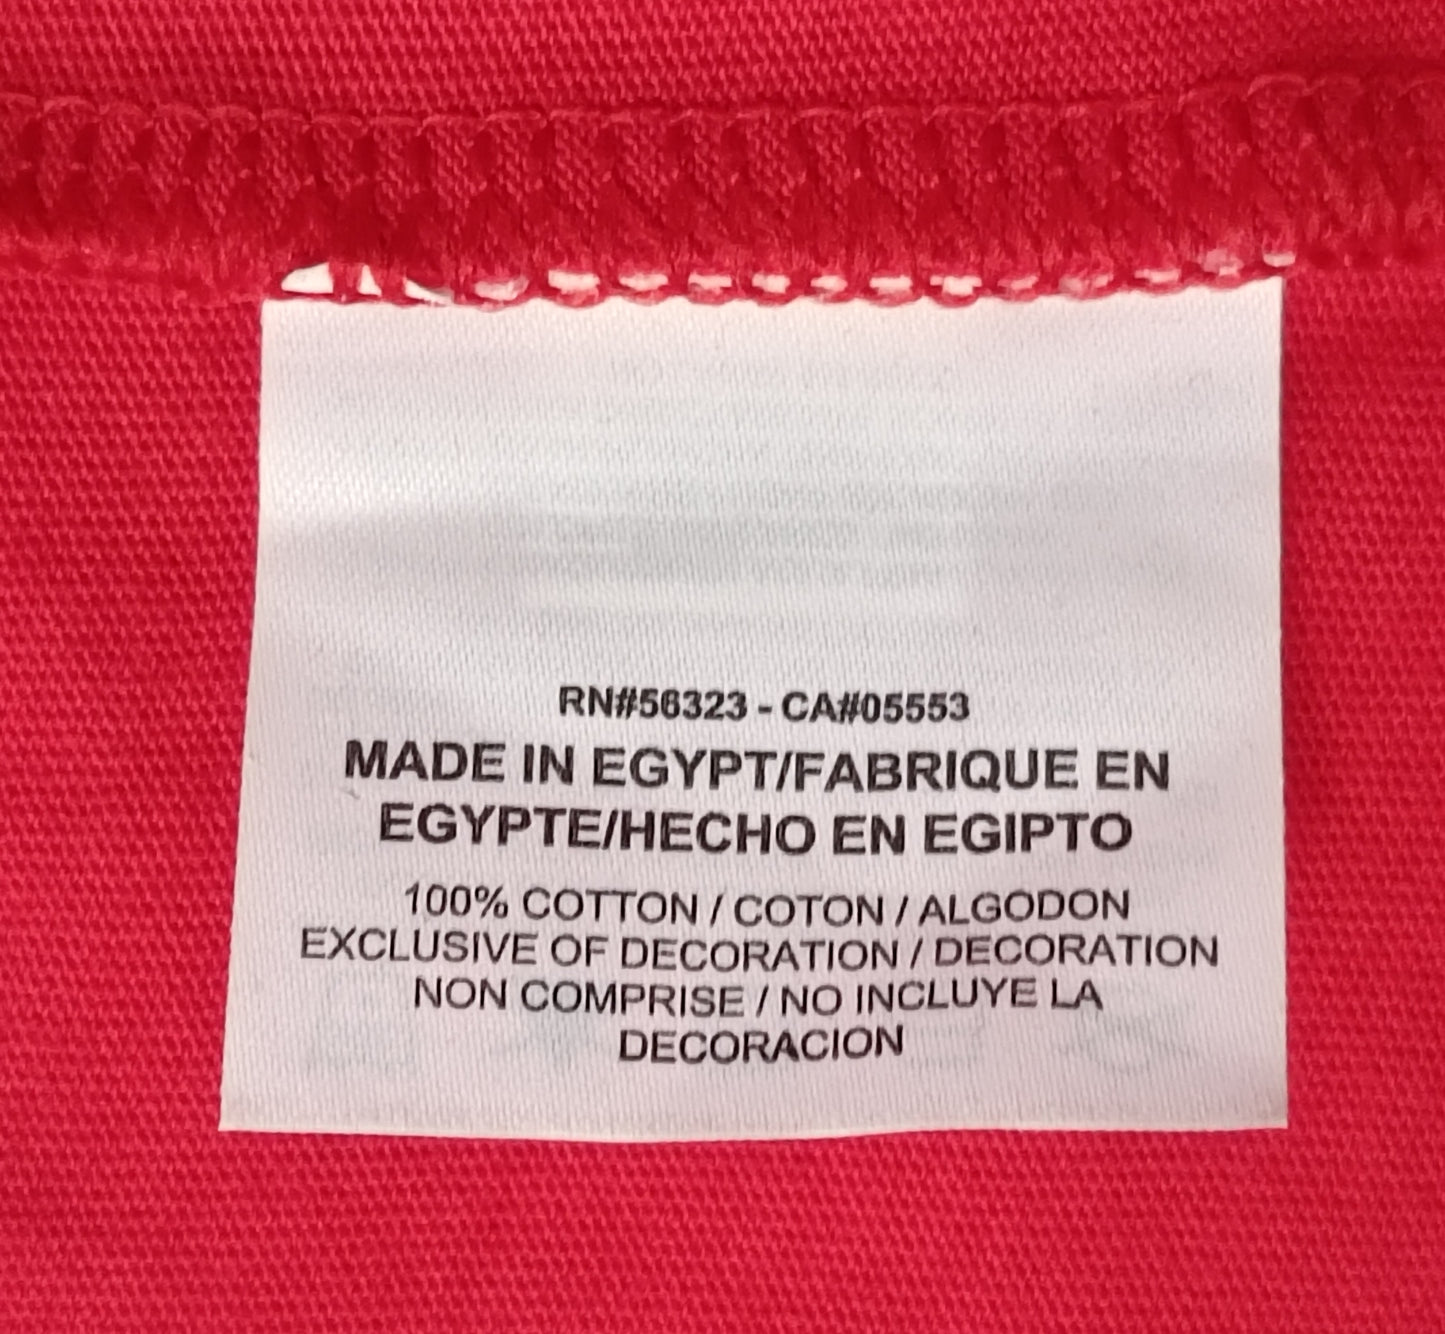 RN#56323 - CA#05553
MADE IN EGYPT/FABRIQUE EN
EGYPTE/HECHO EN EGIPTO
100% COTTON / COTON / ALGODON
EXCLUSIVE OF DECORATION / DECORATION
NON COMPRISE / NO INCLUYE LA
DECORACION